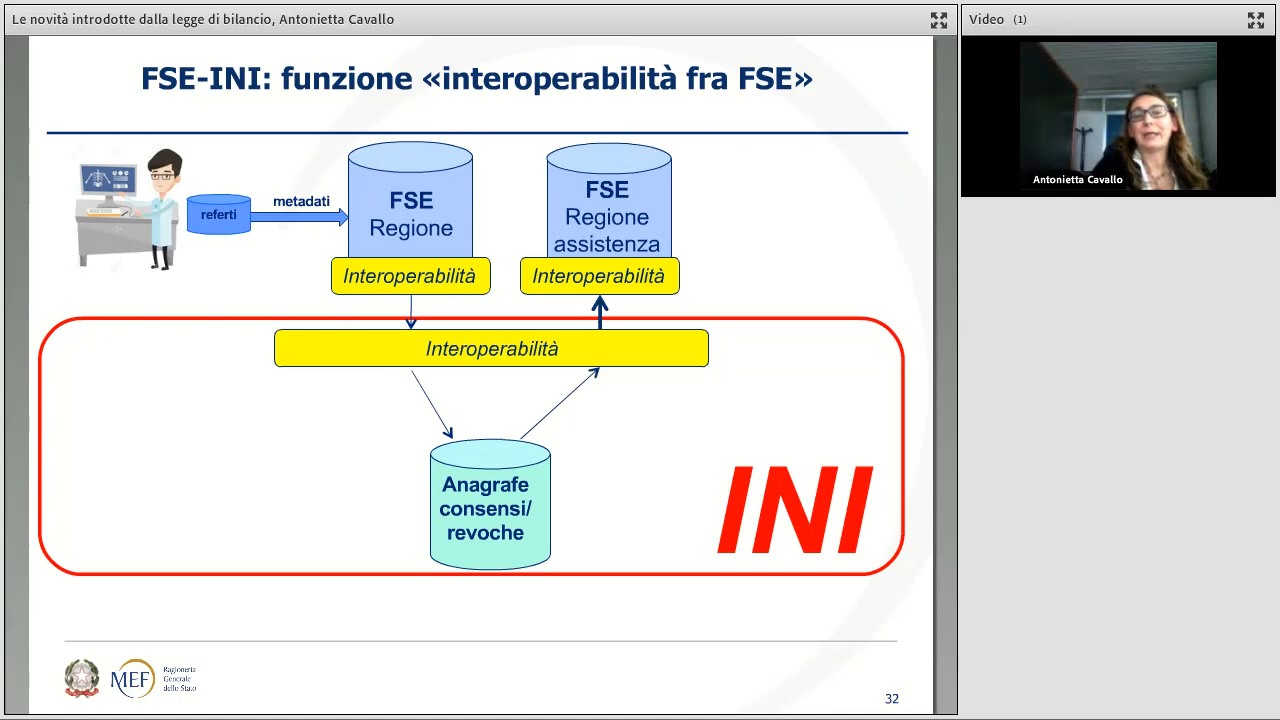 Le novità introdotte dalla legge di bilancio, Antonietta Cavallo
Video (1)
FSE-INI: funzione «interoperabilità fra FSE»
referti
metadati
FSE
Regione
FSE
Regione
assistenza
Interoperabilità
Interoperabilità
Interoperabilità
Anagrafe
consensi/
revoche
INI
Antonietta Cavallo
MEF
Ragioneria
Generale
dello Stato
32